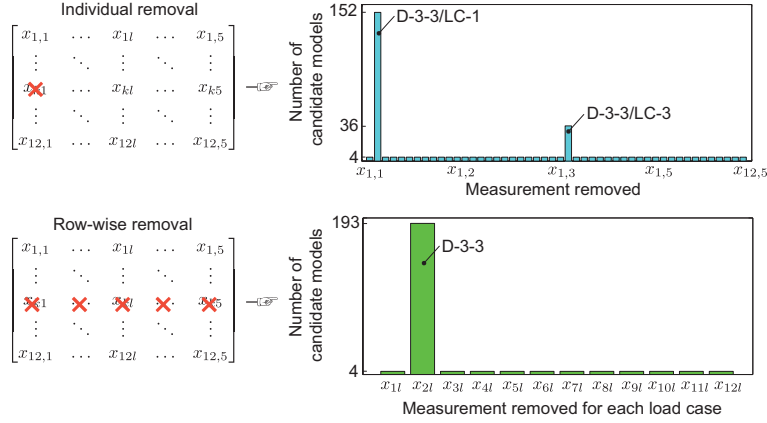 Individual removal
x1,1 ... x1l ... x1,5
⋮ ⋱ ⋮ ⋱ ⋮
xk1 ... xkl ... xk5
⋮ ⋱ ⋮ ⋱ ⋮
x12,1 ... x12l ... x12,5
Number of
candidate models
152
36
4
D-3-3/LC-1
D-3-3/LC-3
x1,1 x1,2 x1,3 x1,5 x12,5
Measurement removed
Row-wise removal
x1,1 ... x1l ... x1,5
⋮ ⋱ ⋮ ⋱ ⋮
xk1 ... xkl ... xk5
⋮ ⋱ ⋮ ⋱ ⋮
x12,1 ... x12l ... x12,5
Number of
candidate models
193
4
D-3-3
x1l x2l x3l x4l x5l x6l x7l x8l x9l x10l x11l x12l
Measurement removed for each load case